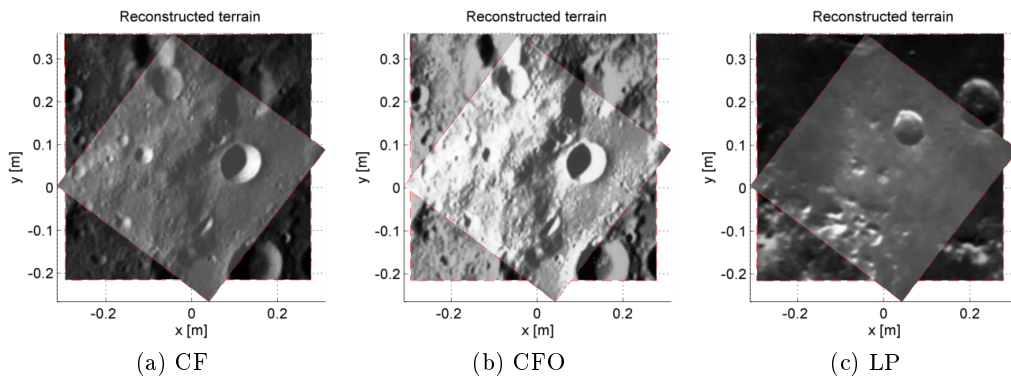 Reconstructed terrain
0.3
0.2
0.1
0
-0.1
-0.2
y [m]
-0.2 0 0.2
x [m]
(a) CF
Reconstructed terrain
0.3
0.2
0.1
0
-0.1
-0.2
y [m]
-0.2 0 0.2
x [m]
(b) CFO
Reconstructed terrain
0.3
0.2
0.1
0
-0.1
-0.2
y [m]
-0.2 0 0.2
x [m]
(c) LP